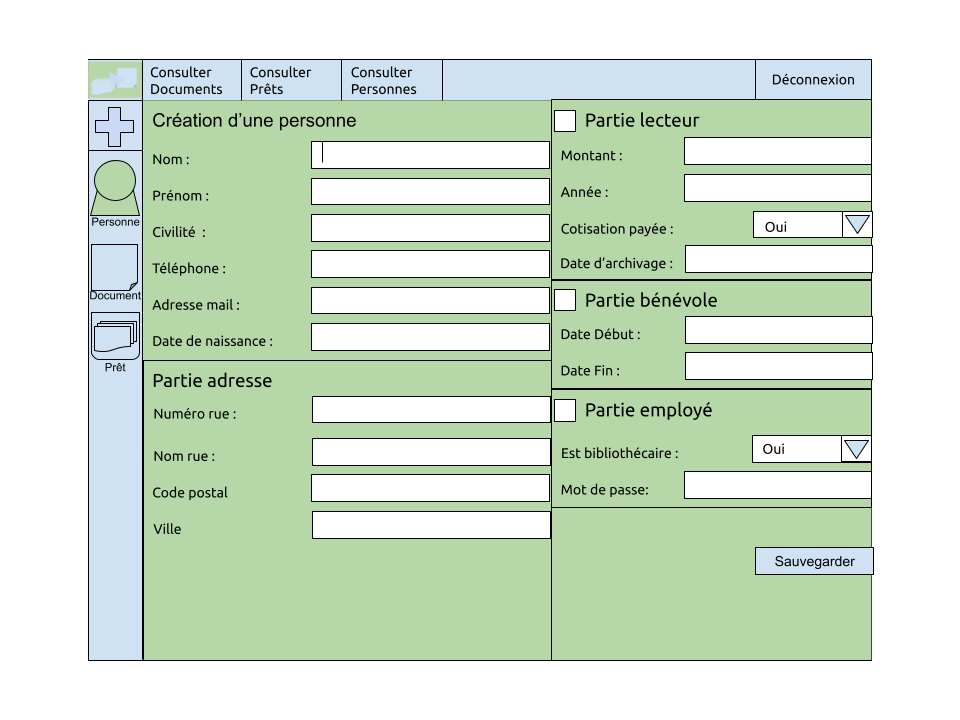 Consulter
Documents
Consulter
Prêts
Consulter
Personnes
Déconnexion
Personne
Document
Prêt
Création d’une personne
Nom :
Prénom :
Civilité :
Téléphone :
Adresse mail :
Date de naissance :
Partie adresse
Numéro rue :
Nom rue :
Code postal
Ville
Partie lecteur
Montant :
Année :
Cotisation payée :
Oui
Date d’archivage :
Partie bénévole
Date Début :
Date Fin :
Partie employé
Est bibliothécaire :
Oui
Mot de passe:
Sauvegarder